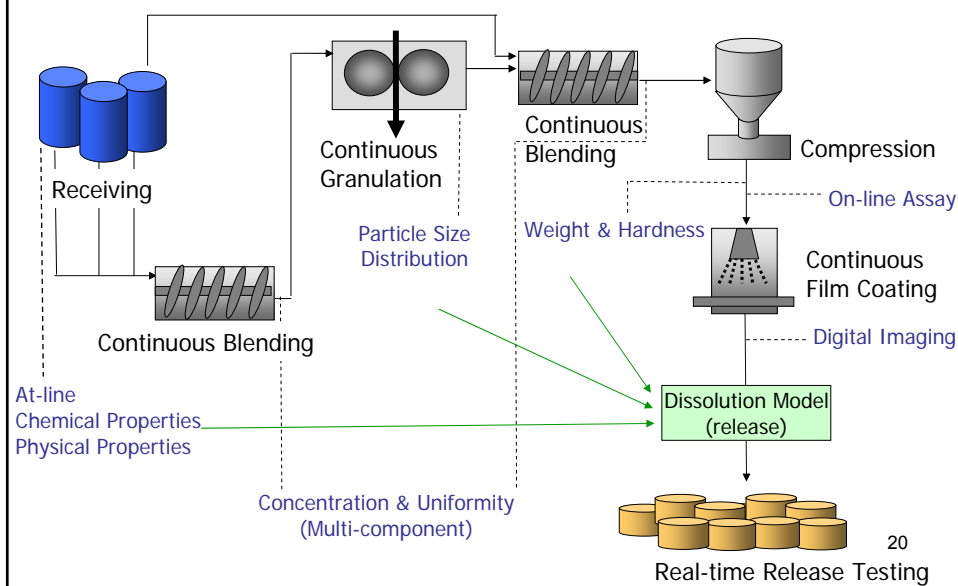 Receiving
Continuous
Granulation
Continuous
Blending
Compression
On-line Assay
Particle Size
Distribution
Weight & Hardness
Continuous
Film Coating
Continuous Blending
Digital Imaging
At-line
Chemical Properties
Physical Properties
Dissolution Model
(release)
Concentration & Uniformity
(Multi-component)
20
Real-time Release Testing